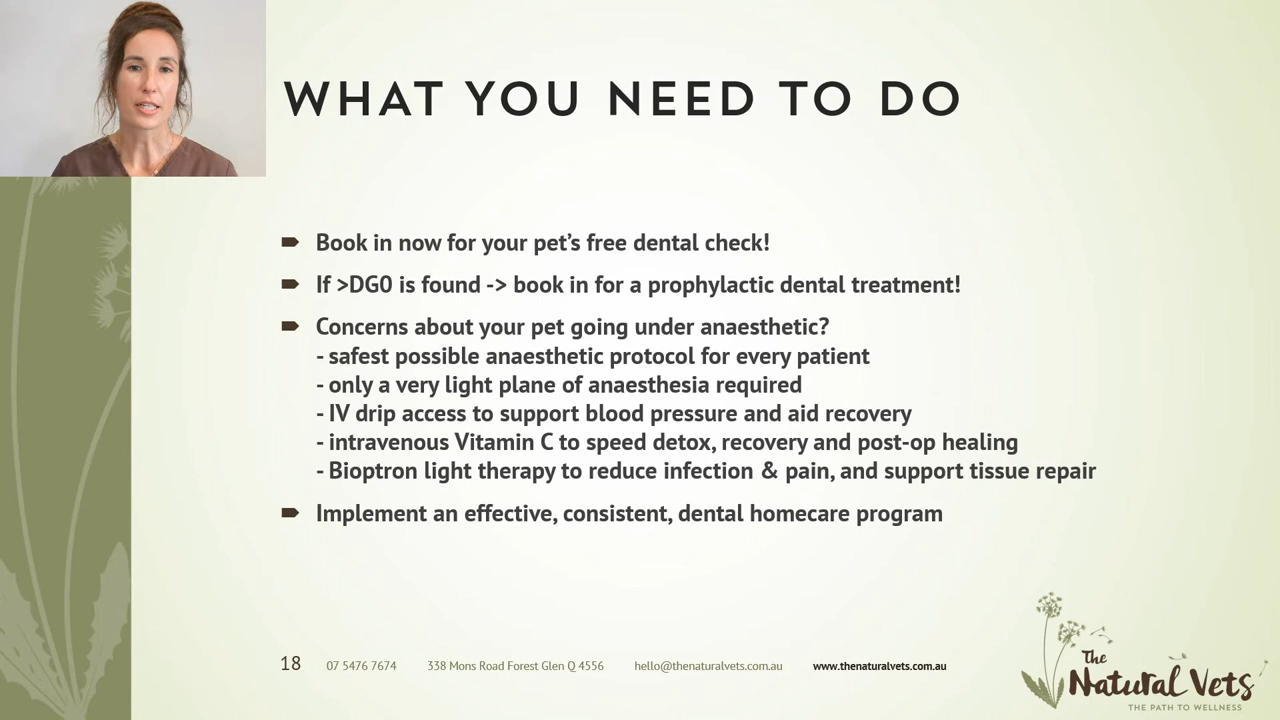 WHAT YOU NEED TO DO
Book in now for your pet's free dental check!
If >DG0 is found -> book in for a prophylactic dental treatment!
Concerns about your pet going under anaesthetic?
- safest possible anaesthetic protocol for every patient
- only a very light plane of anaesthesia required
- IV drip access to support blood pressure and aid recovery
- intravenous Vitamin C to speed detox, recovery and post-op healing
- Bioptron light therapy to reduce infection & pain, and support tissue repair
Implement an effective, consistent, dental homecare program
18 07 5476 7674 338 Mons Road Forest Glen Q 4556 hello@thenaturalvets.com.au www.thenaturalvets.com.au
The
Natural Vets
THE PATH TO WELLNESS